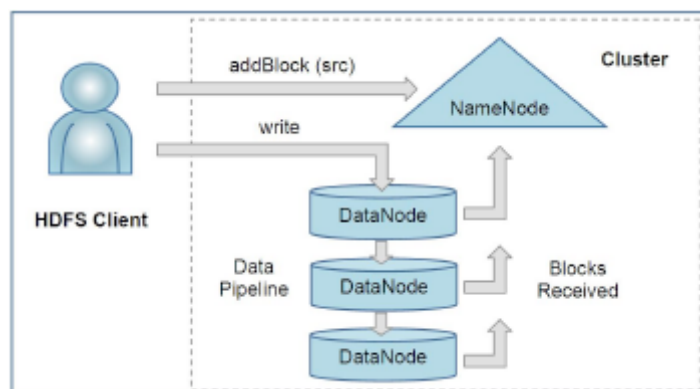 addBlock (src)
Cluster
NameNode
write
HDFS Client
DataNode
Data
Pipeline
DataNode
Blocks
Received
DataNode